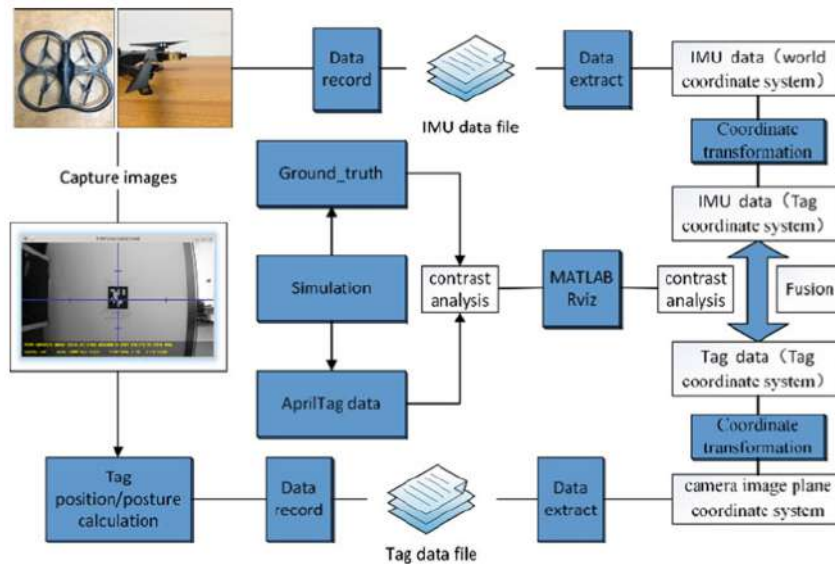 Data
record
IMU data file
Data
extract
IMU data（world
coordinate system）
Coordinate
transformation
IMU data（Tag
coordinate system）
Capture images
Ground_truth
Simulation
AprilTag data
contrast
analysis
MATLAB
Rviz
contrast
analysis
Fusion
Tag data（Tag
coordinate system）
Coordinate
transformation
camera image plane
coordinate system
Tag
position/posture
calculation
Data
record
Tag data file
Data
extract